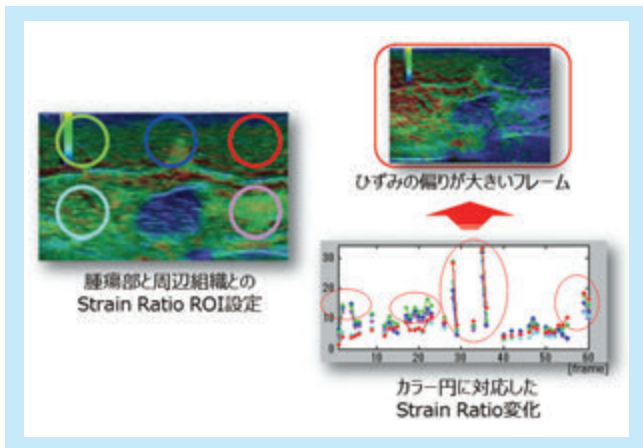 ひずみの偏りが大きいフレーム
腫瘍部と周辺組織との
Strain Ratio ROI設定
30
20
10
0
10 20 30 40 50 60
[frame]
カラー円に対応した
Strain Ratio変化